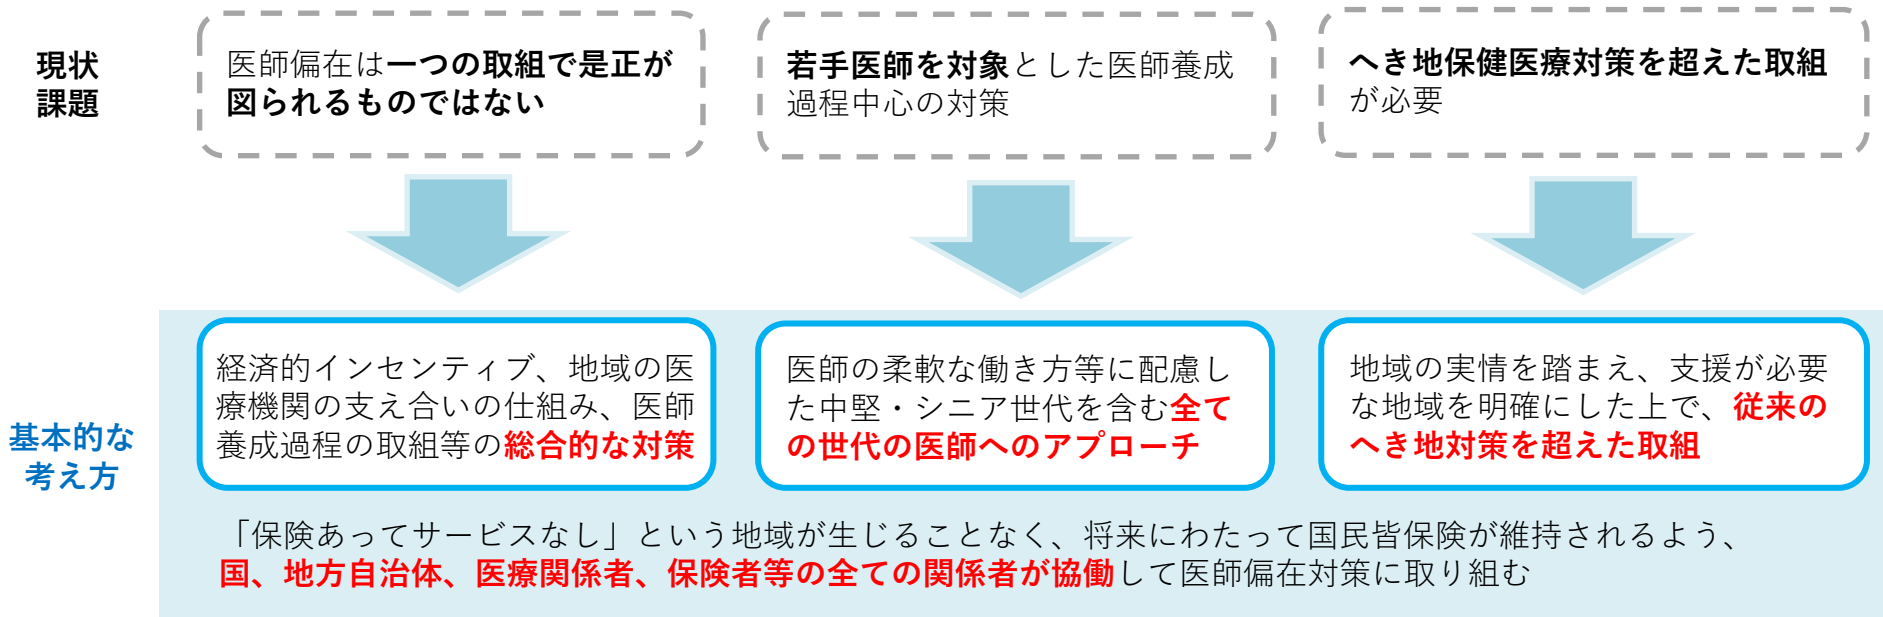 現状
課題
医師偏在は一つの取組で是正が
図られるものではない
若手医師を対象とした医師養成
過程中心の対策
へき地保健医療対策を超えた取組
が必要
基本的な
考え方
経済的インセンティブ、地域の医
療機関の支え合いの仕組み、医師
養成過程の取組等の総合的な対策
医師の柔軟な働き方等に配慮し
た中堅・シニア世代を含む全て
の世代の医師へのアプローチ
地域の実情を踏まえ、支援が必要
な地域を明確にした上で、従来の
へき地対策を超えた取組
「保険あってサービスなし」という地域が生じることなく、将来にわたって国民皆保険が維持されるよう、
国、地方自治体、医療関係者、保険者等の全ての関係者が協働して医師偏在対策に取り組む